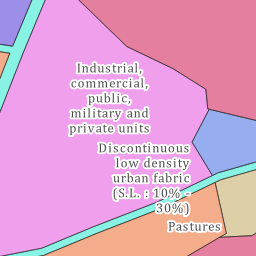 Industrial,
commercial,
public,
military and
private units
Discontinuous
low density
urban fabric
(S.L. : 10% -
30%)
Pastures